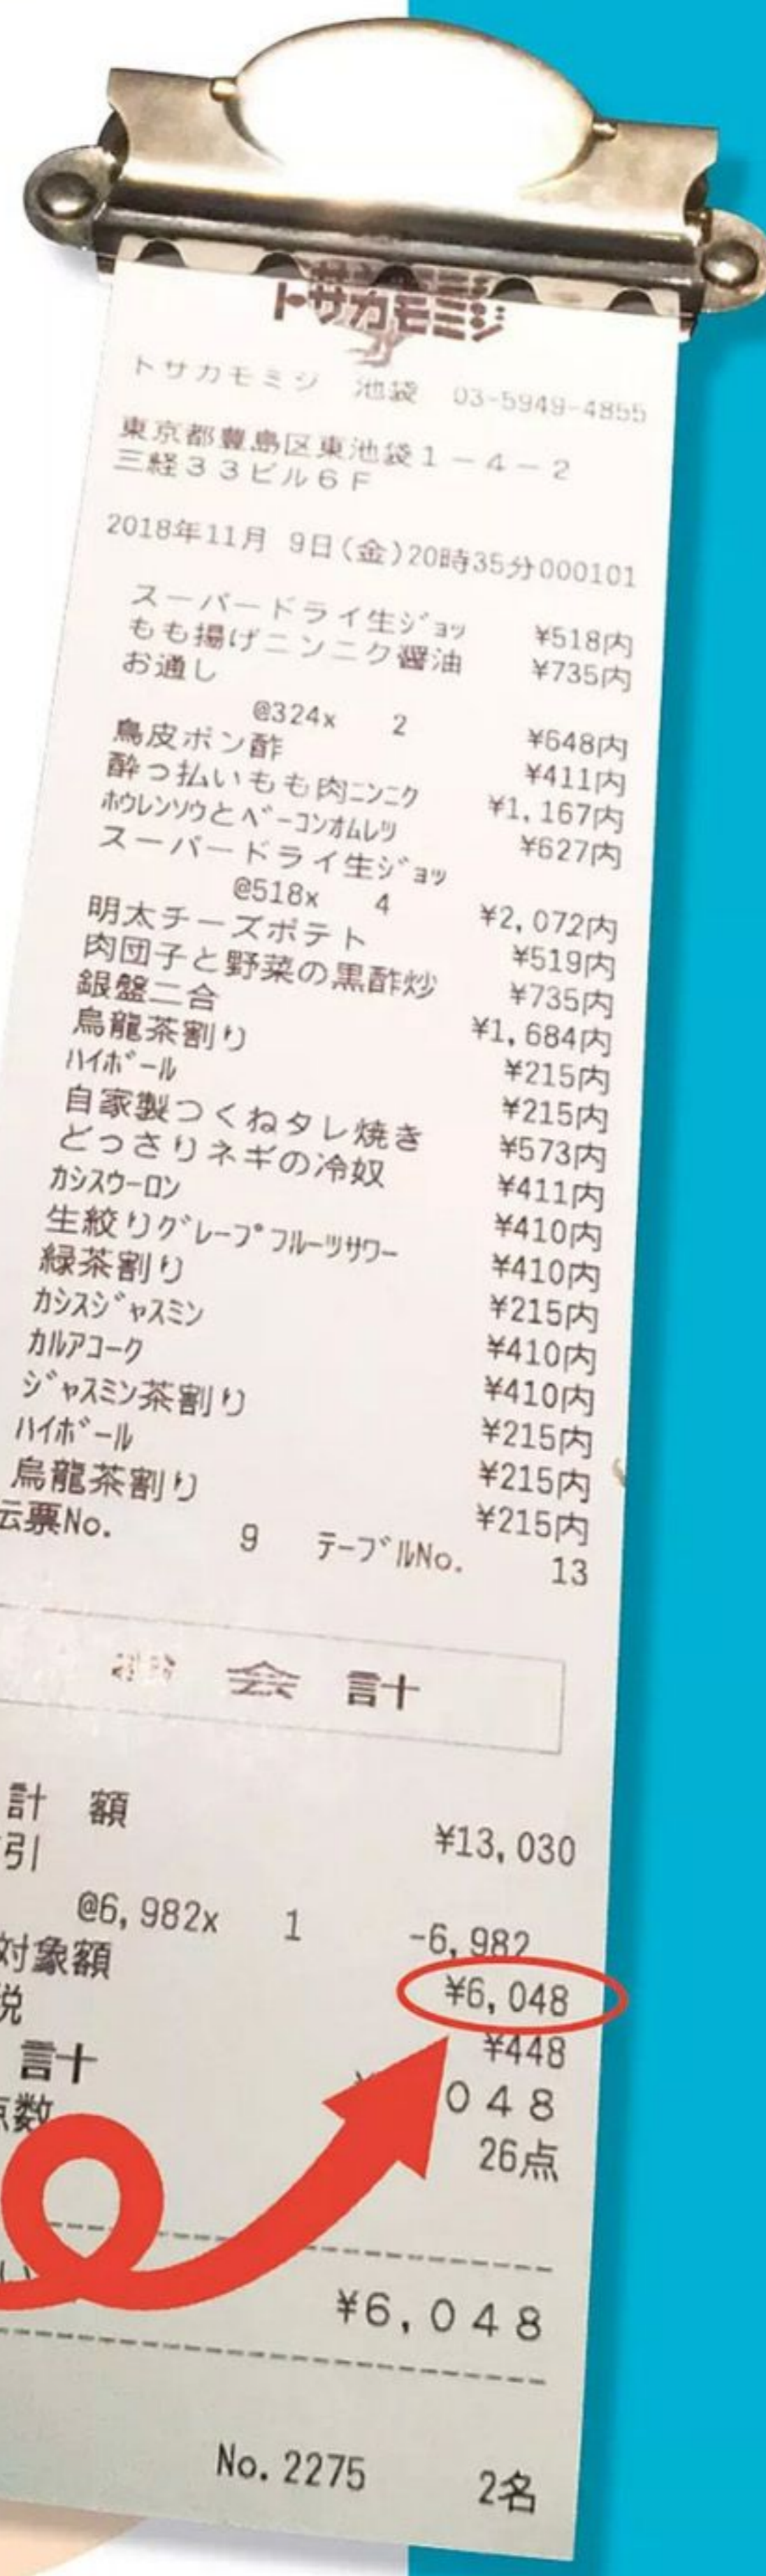 トサカモミジ
トサカモミジ 池袋 03-5949-4855
東京都豊島区東池袋1-4-2
三経33ビル6F
2018年11月 9日(金)20時35分000101
スーパードライ生ジョッ ¥518内
もも揚げニンニク醤油 ¥735内
お通し
@324x 2 ¥648内
鳥皮ポン酢 ¥411内
酔っ払いもも肉ニンニク ¥1,167内
ホウレンソウとベーコンオムレツ ¥627内
スーパードライ生ジョッ
@518x 4 ¥2,072内
明太チーズポテト ¥519内
肉団子と野菜の黒酢炒 ¥735内
銀盤二合 ¥1,684内
烏龍茶割り ¥215内
ハイボール ¥215内
自家製つくねタレ焼き ¥573内
どっさりネギの冷奴 ¥411内
カシスウーロン ¥410内
生絞りグレープフルーツサワー ¥410内
緑茶割り ¥215内
カシスジャスミン ¥410内
カルアコーク ¥410内
ジャスミン茶割り ¥215内
ハイボール ¥215内
烏龍茶割り ¥215内
伝票No. 9 テーブルNo. 13
会計
計 額 ¥13,030
引
@6,982x 1 -6,982
対象額 ¥6,048
税 ¥448
計 048
点数 26点
い
¥6,048
No.2275 2名